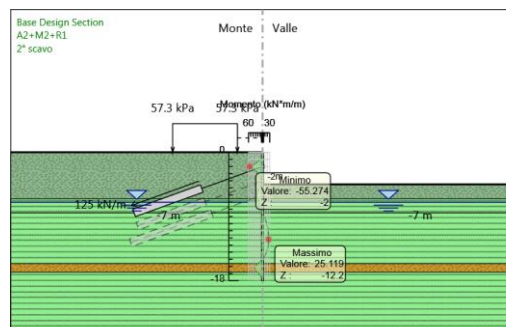 Base Design Section
A2+M2+R1
2° scavo
Monte
Valle
Momento (kN*m/m)
60 30
57.3 kPa
57.3 kPa
0
-2m
Minimo
Valore: -55.274
Z : -2
125 kN/m
-7 m
-7 m
Massimo
Valore: 25.119
Z : -12.2
-18